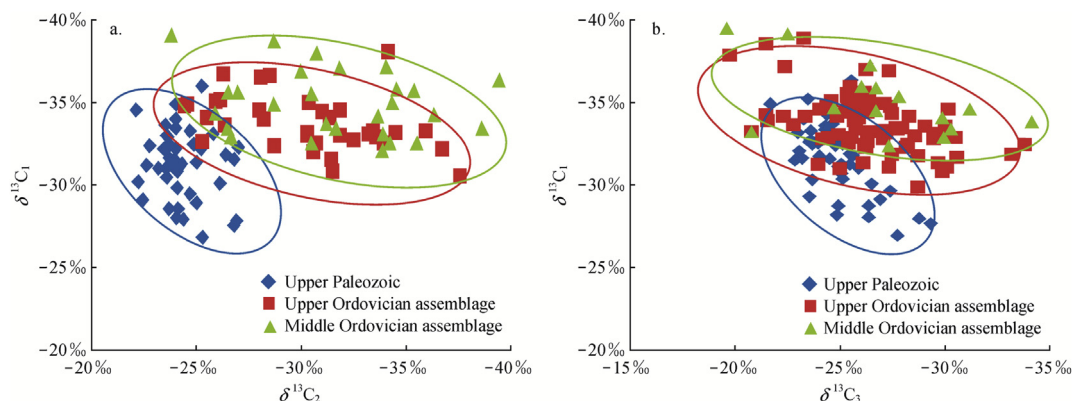 a.
-40‰
-35‰
-30‰
-25‰
-20‰
δ¹³C₁
-20‰ -25‰ -30‰ -35‰ -40‰
δ¹³C₂
Upper Paleozoic
Upper Ordovician assemblage
Middle Ordovician assemblage
b.
-40‰
-35‰
-30‰
-25‰
-20‰
δ¹³C₁
-15‰ -20‰ -25‰ -30‰ -35‰
δ¹³C₃
Upper Paleozoic
Upper Ordovician assemblage
Middle Ordovician assemblage